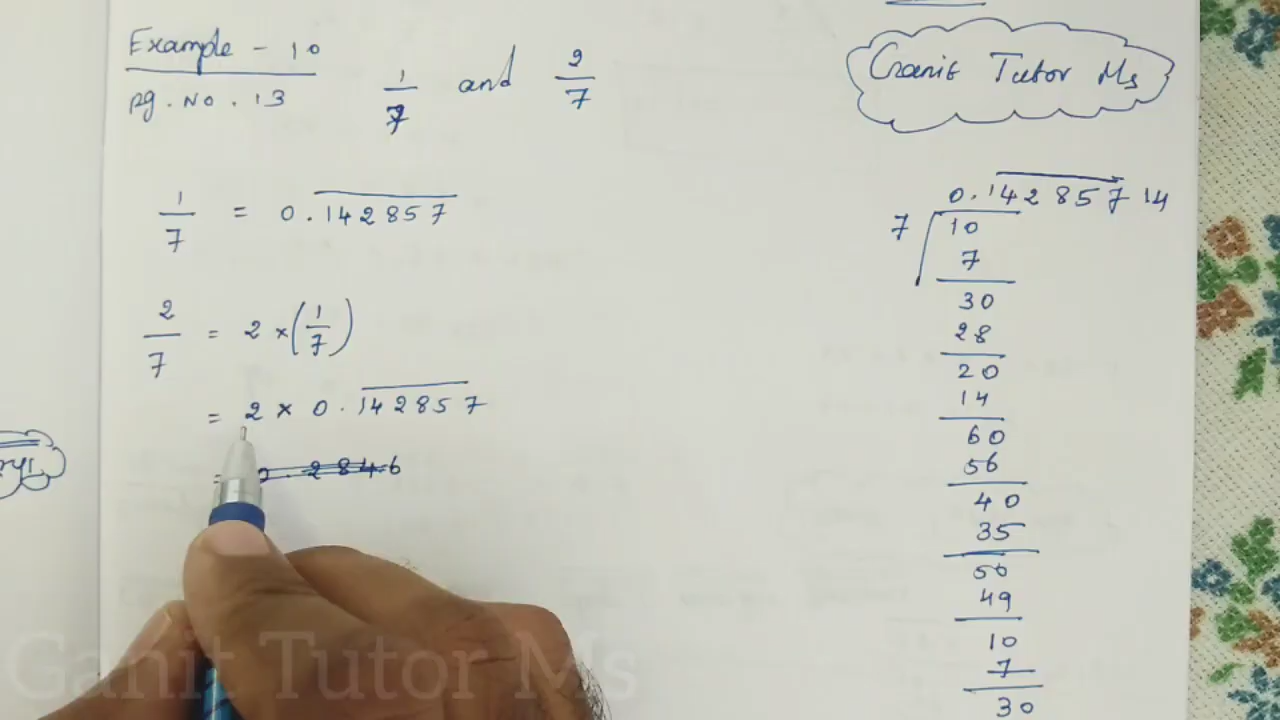 Example - 10
pg. No. 13
1/7 and 2/7
Ganit Tutor Ms
1/7 = 0.142857
2/7 = 2 × (1/7)
= 2 × 0.142857
= 0.2846
0.142857 14
7 10
7
30
28
20
14
60
56
40
35
50
49
10
7
30
Ganit Tutor Ms